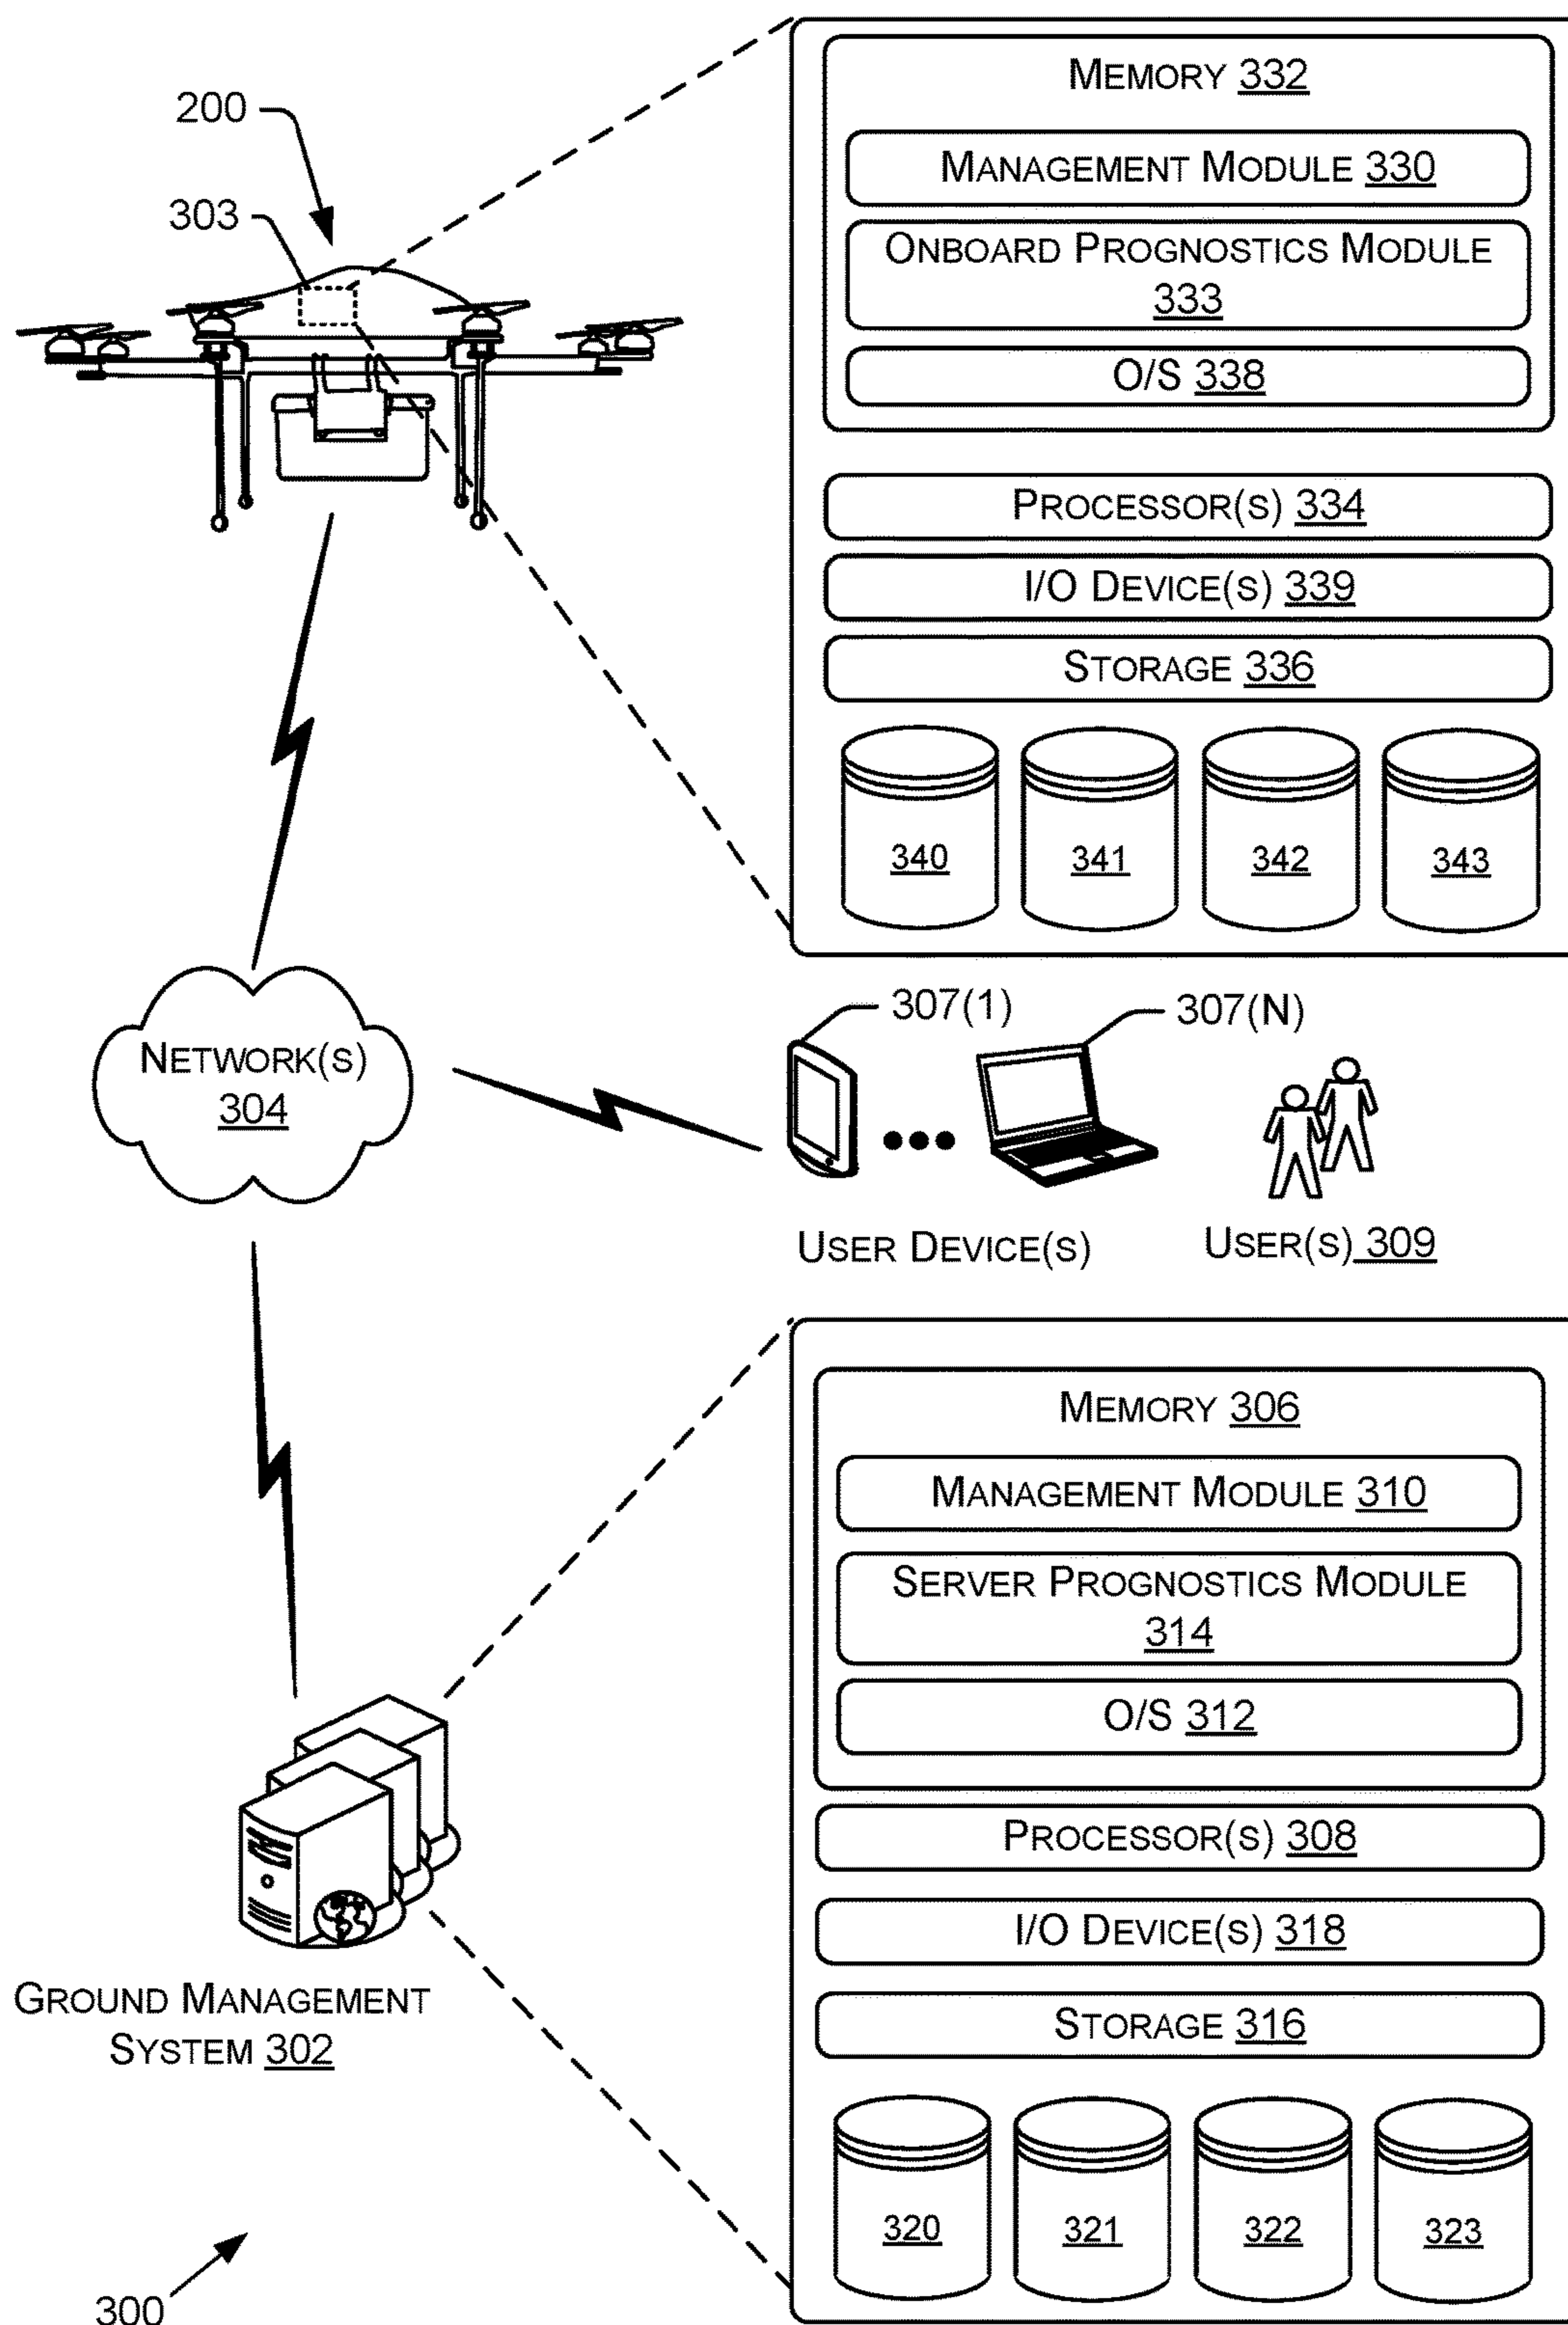 200
303
MEMORY 332
MANAGEMENT MODULE 330
ONBOARD PROGNOSTICS MODULE
333
O/S 338
PROCESSOR(S) 334
I/O DEVICE(S) 339
STORAGE 336
340 341 342 343
NETWORK(S)
304
307(1)
307(N)
USER DEVICE(S)
USER(S) 309
MEMORY 306
MANAGEMENT MODULE 310
SERVER PROGNOSTICS MODULE
314
O/S 312
PROCESSOR(S) 308
I/O DEVICE(S) 318
STORAGE 316
320 321 322 323
GROUND MANAGEMENT
SYSTEM 302
300